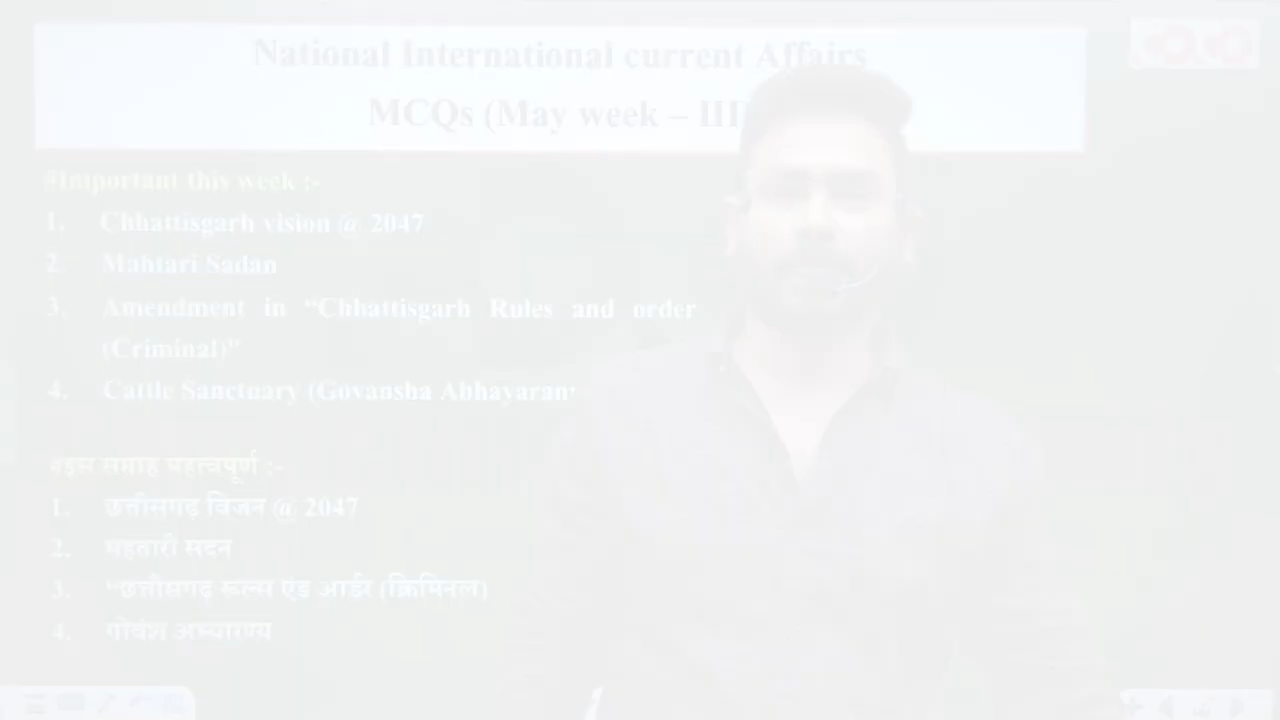 National International current Affairs
MCQs (May week – III)
#Important this week :-
1. Chhattisgarh vision @ 2047
2. Mahtari Sadan
3. Amendment in “Chhattisgarh Rules and order
(Criminal)”
4. Cattle Sanctuary (Govansha Abhayarany
#इस सप्ताह महत्वपूर्ण :-
1. छत्तीसगढ़ विजन @ 2047
2. महतारी सदन
3. “छत्तीसगढ़ रूल्स एंड आर्डर (क्रिमिनल)
4. गोवंश अभ्यारण्य